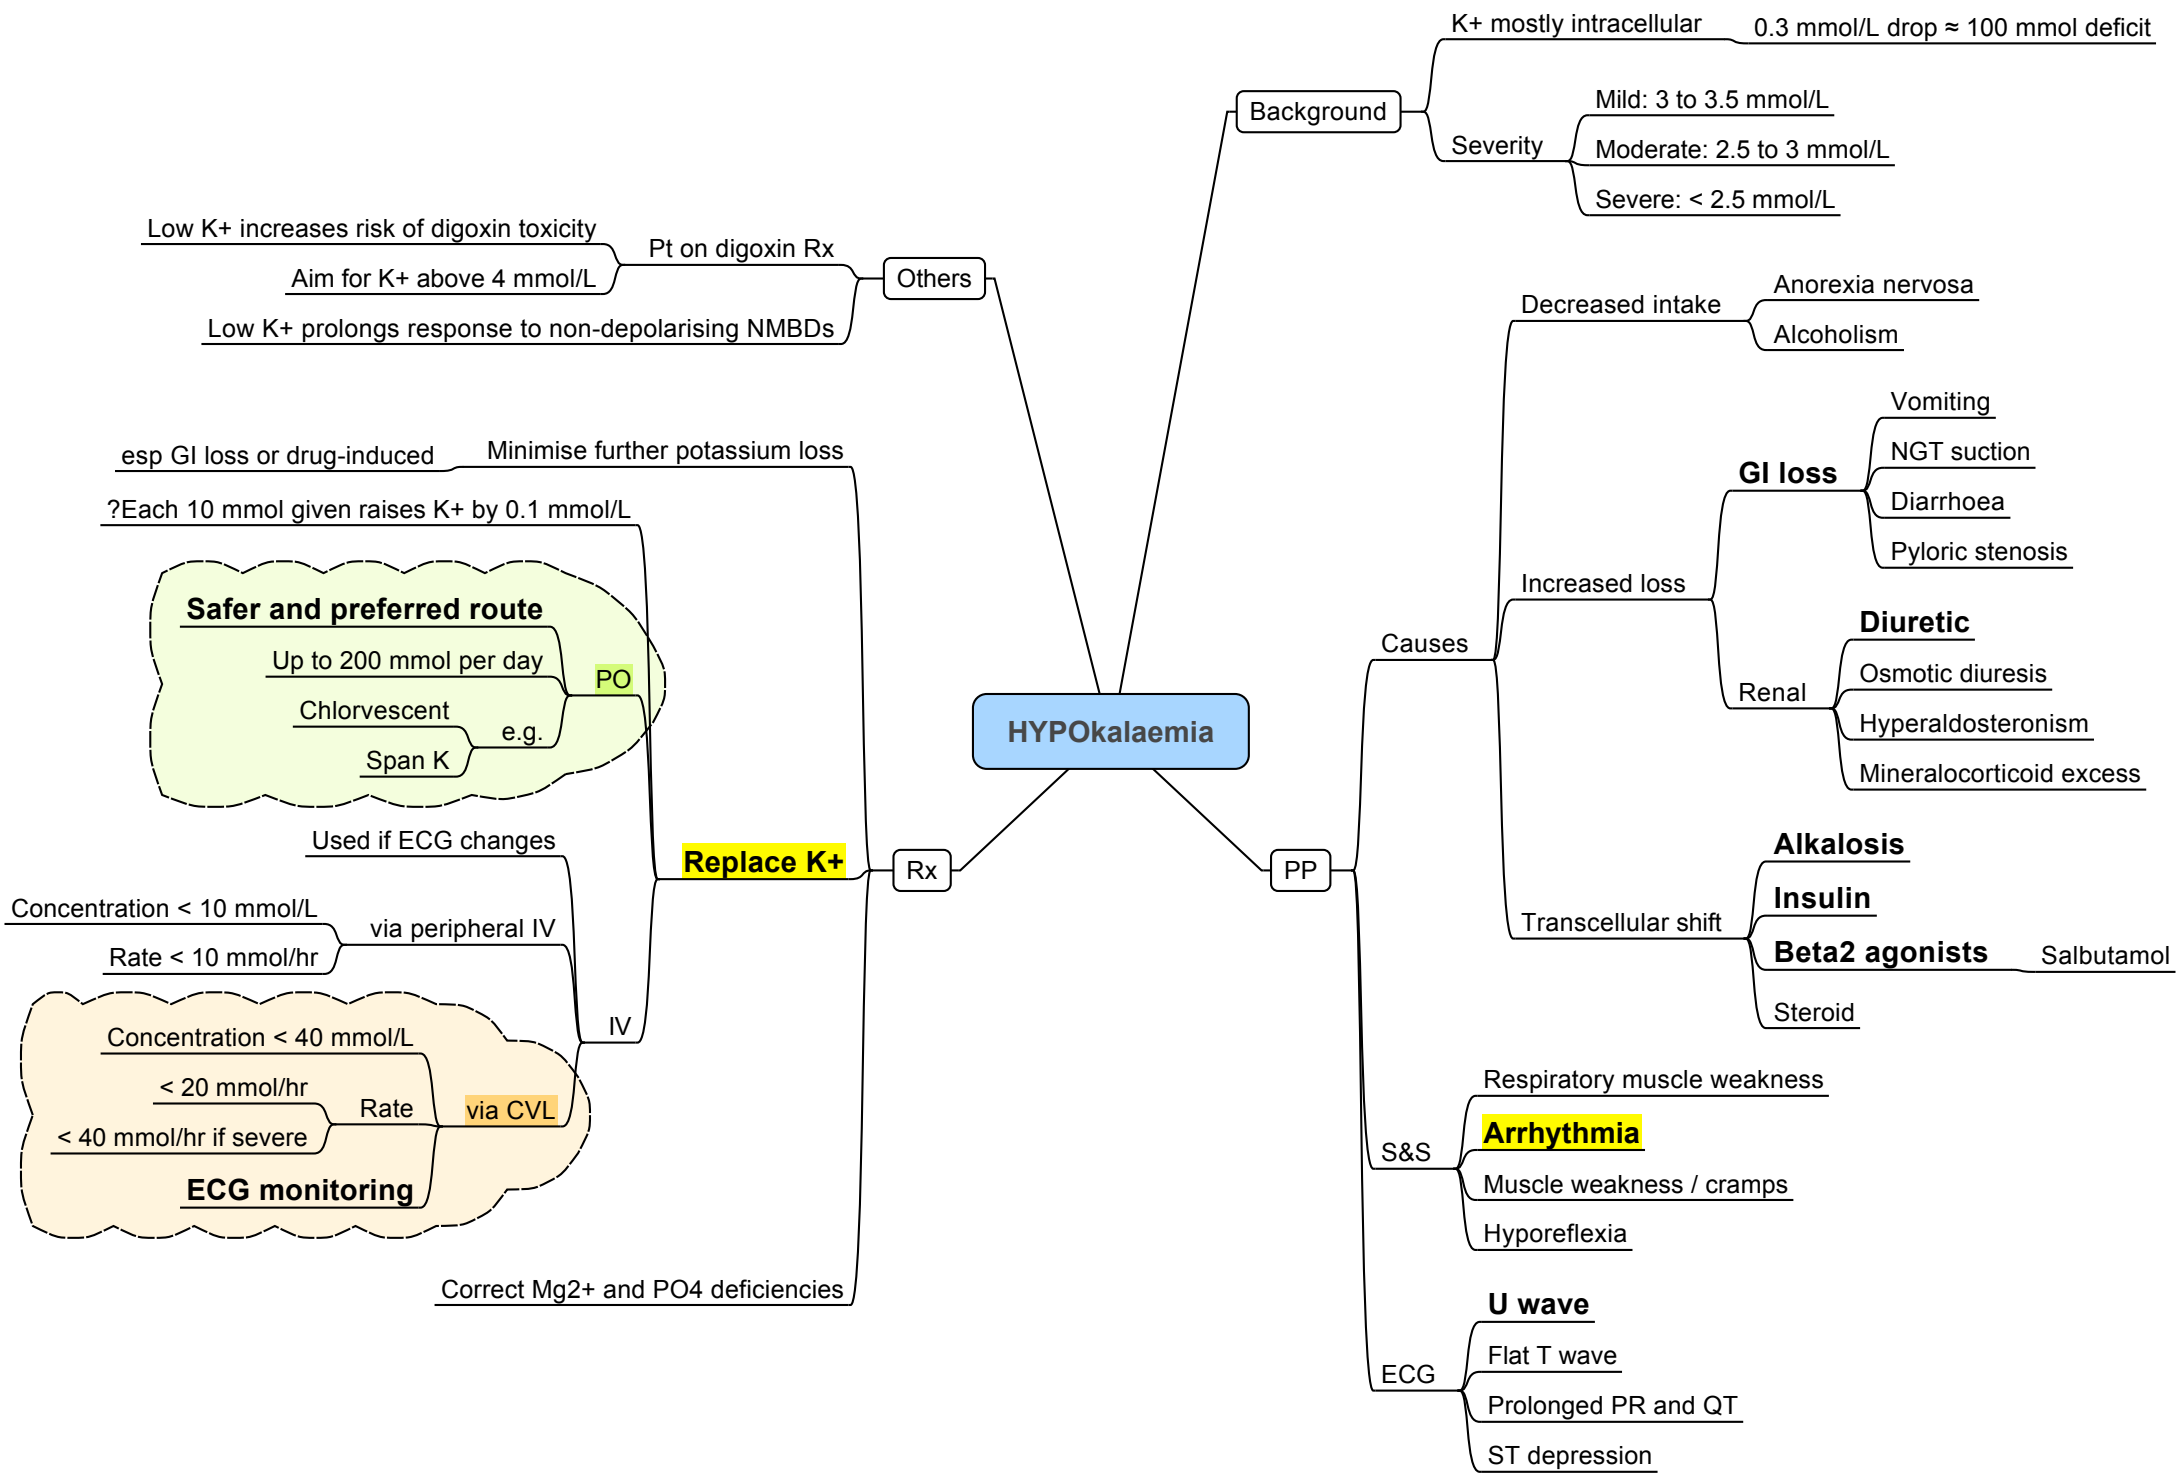 HYPOkalaemia
Background
K+ mostly intracellular
0.3 mmol/L drop ≈ 100 mmol deficit
Severity
Mild: 3 to 3.5 mmol/L
Moderate: 2.5 to 3 mmol/L
Severe: < 2.5 mmol/L
PP
Causes
Decreased intake
Anorexia nervosa
Alcoholism
Increased loss
GI loss
Vomiting
NGT suction
Diarrhoea
Pyloric stenosis
Renal
Diuretic
Osmotic diuresis
Hyperaldosteronism
Mineralocorticoid excess
Transcellular shift
Alkalosis
Insulin
Beta2 agonists
Salbutamol
Steroid
S&S
Respiratory muscle weakness
Arrhythmia
Muscle weakness / cramps
Hyporeflexia
ECG
U wave
Flat T wave
Prolonged PR and QT
ST depression
Others
Pt on digoxin Rx
Low K+ increases risk of digoxin toxicity
Aim for K+ above 4 mmol/L
Low K+ prolongs response to non-depolarising NMBDs
Rx
Minimise further potassium loss
esp GI loss or drug-induced
Replace K+
?Each 10 mmol given raises K+ by 0.1 mmol/L
PO
Safer and preferred route
Up to 200 mmol per day
e.g.
Chlorvescent
Span K
IV
Used if ECG changes
via peripheral IV
Concentration < 10 mmol/L
Rate < 10 mmol/hr
via CVL
Concentration < 40 mmol/L
Rate
< 20 mmol/hr
< 40 mmol/hr if severe
ECG monitoring
Correct Mg2+ and PO4 deficiencies